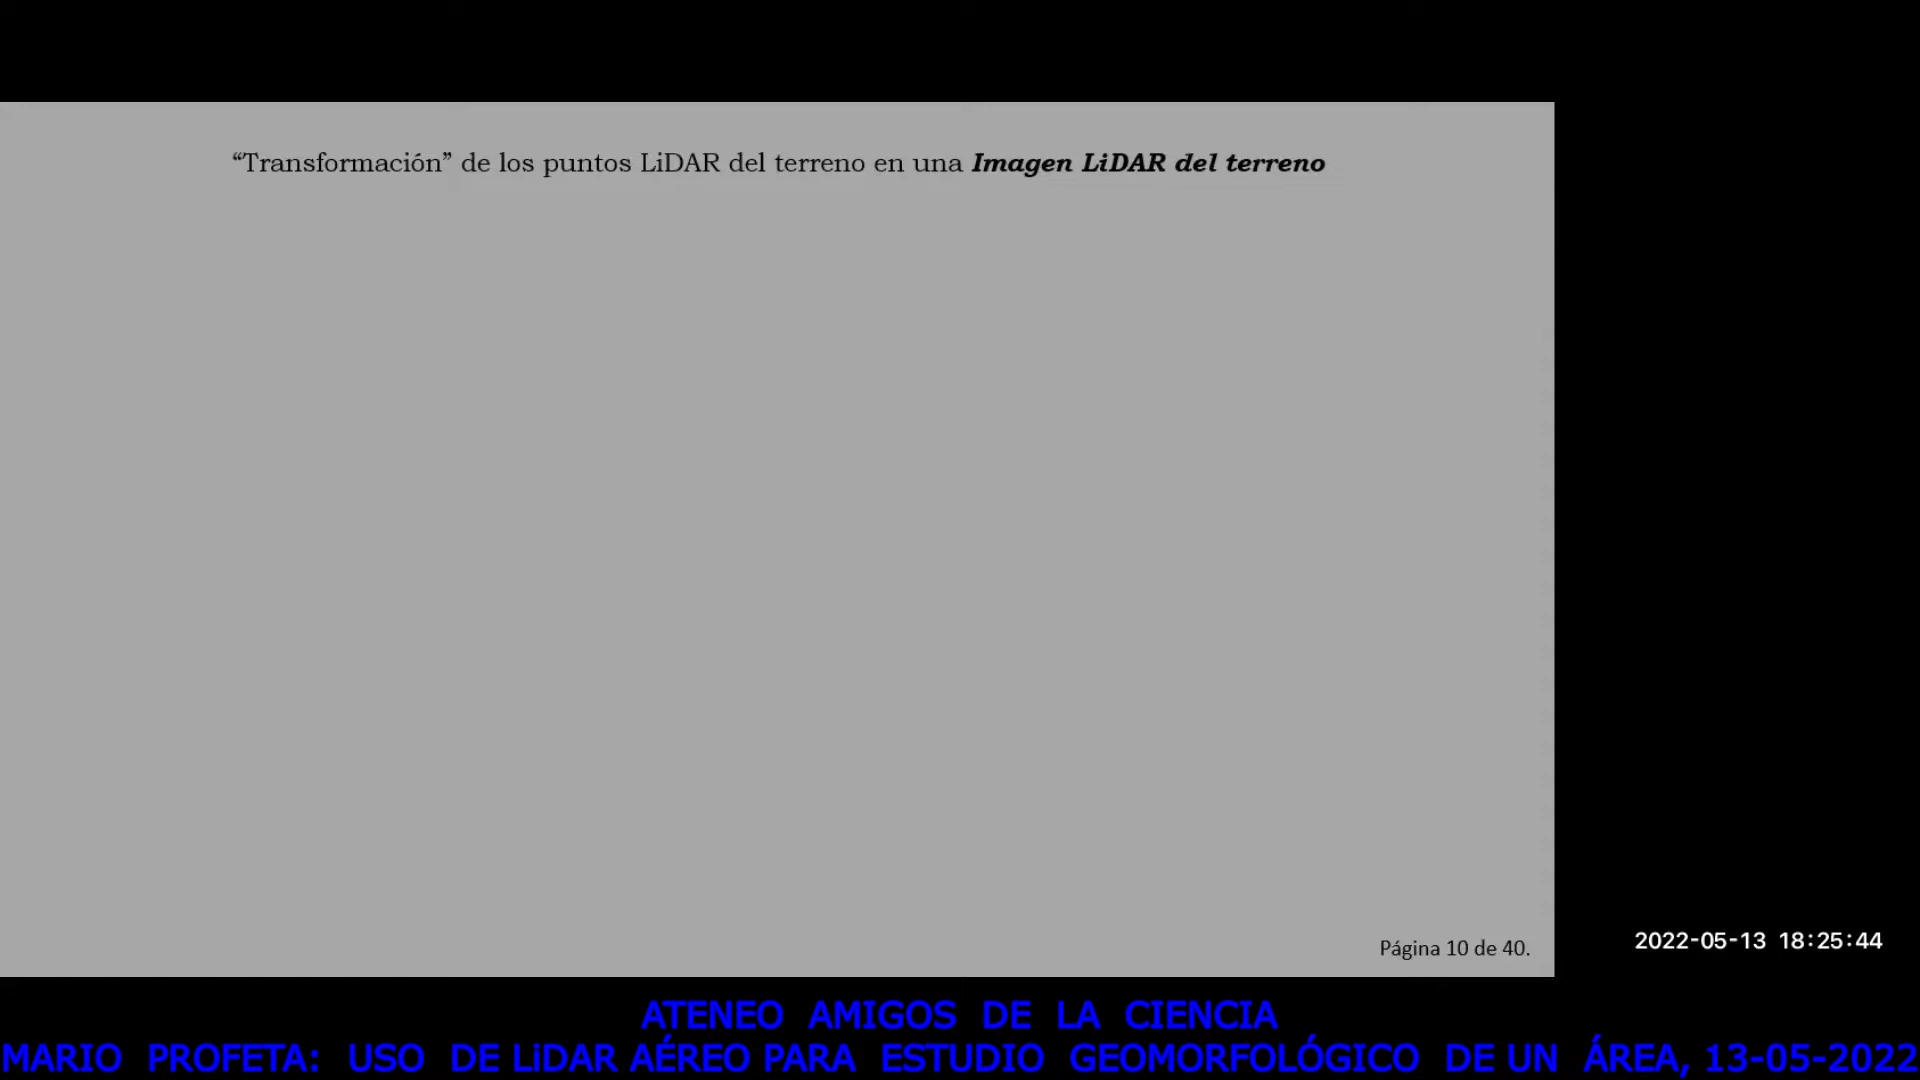 “Transformación” de los puntos LiDAR del terreno en una Imagen LiDAR del terreno
Página 10 de 40.
2022-05-13 18:25:44
ATENEO AMIGOS DE LA CIENCIA
MARIO PROFETA: USO DE LiDAR AÉREO PARA ESTUDIO GEOMORFOLÓGICO DE UN ÁREA, 13-05-2022